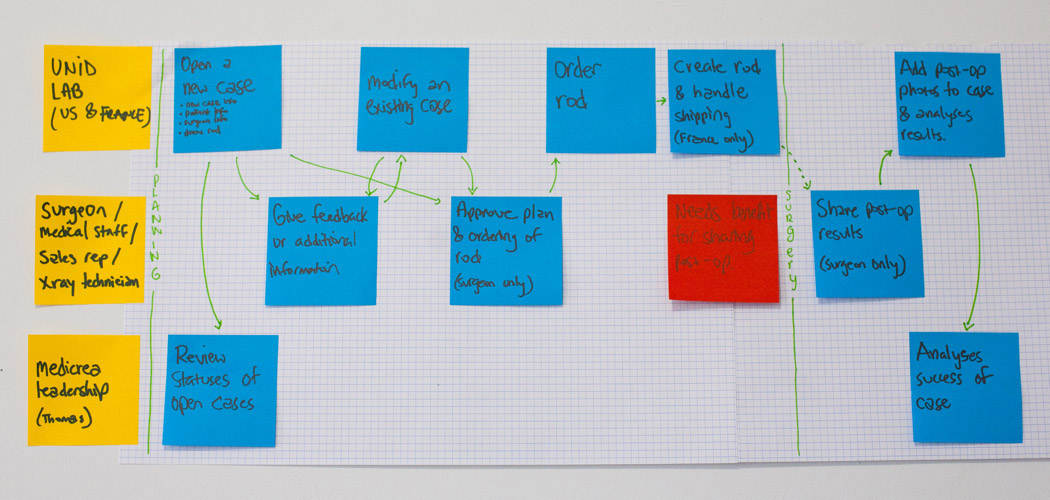 UNiD
LAB
(US & FRANCE)
Open a
new case
• new case info
• patient info
• surgeon info
rod
Modify an
existing case
Order
rod
Create rod
& handle
shipping
(France only)
Add post-op
photos to case
& analyses
results.
PLANNING
SURGERY
Surgeon /
medical staff/
Sales rep /
Xray technician
Give feedback
or additional
information
Approve plan
& ordering of
rod
(surgeon only)
Needs benefit
for sharing
post-op
Share post-op
results
(surgeon only)
Medicrea
leadership
(Thomas)
Review
statuses of
open cases
Analyses
success of
case